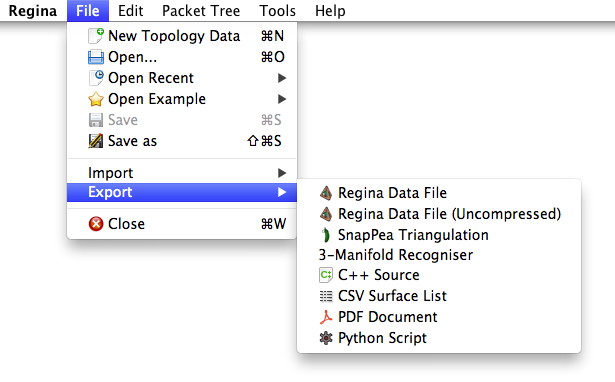 Regina File Edit Packet Tree Tools Help
New Topology Data ⌘N
Open... ⌘O
Open Recent ▶
Open Example ▶
Save ⌘S
Save as ⇧⌘S
Import ▶
Export ▶
Close ⌘W
Regina Data File
Regina Data File (Uncompressed)
SnapPea Triangulation
3-Manifold Recogniser
C++ Source
CSV Surface List
PDF Document
Python Script